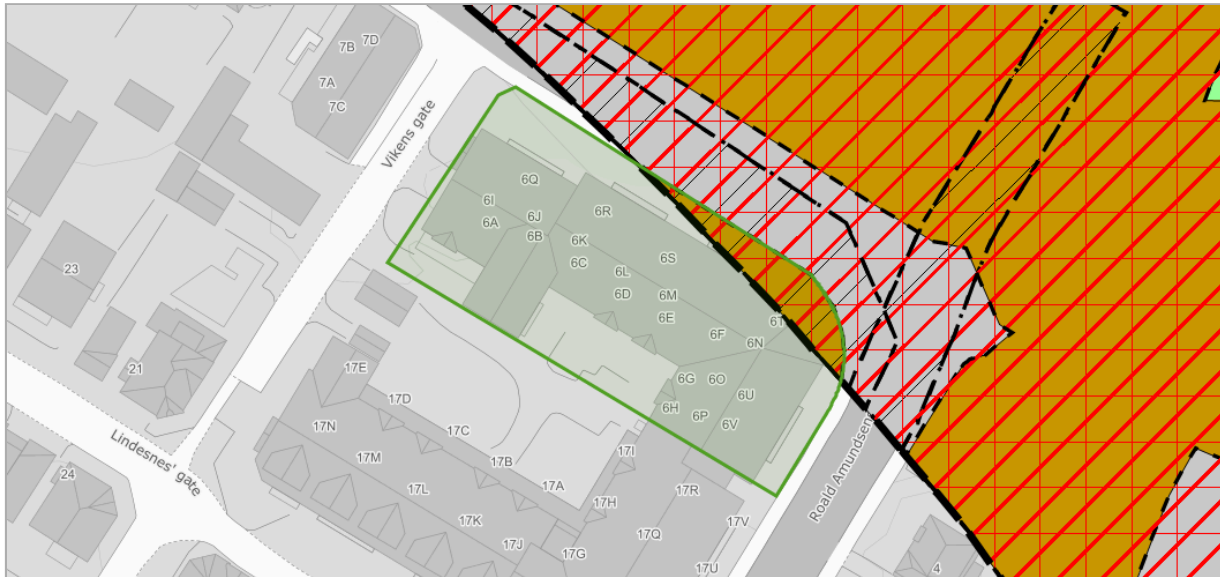 7B
7D
7A
7C
Vikens gate
6Q
6I
6R
6A
6J
6B
6K
6S
6C
6L
6D
6M
6E
6T
6F
6N
6G
6O
6U
6H
6P
6V
23
21
17E
17D
17N
17C
17I
17M
17B
17L
17A
17H
17R
17K
17V
17J
17G
17Q
17U
Lindesnes' gate
24
Roald Amundsen
4